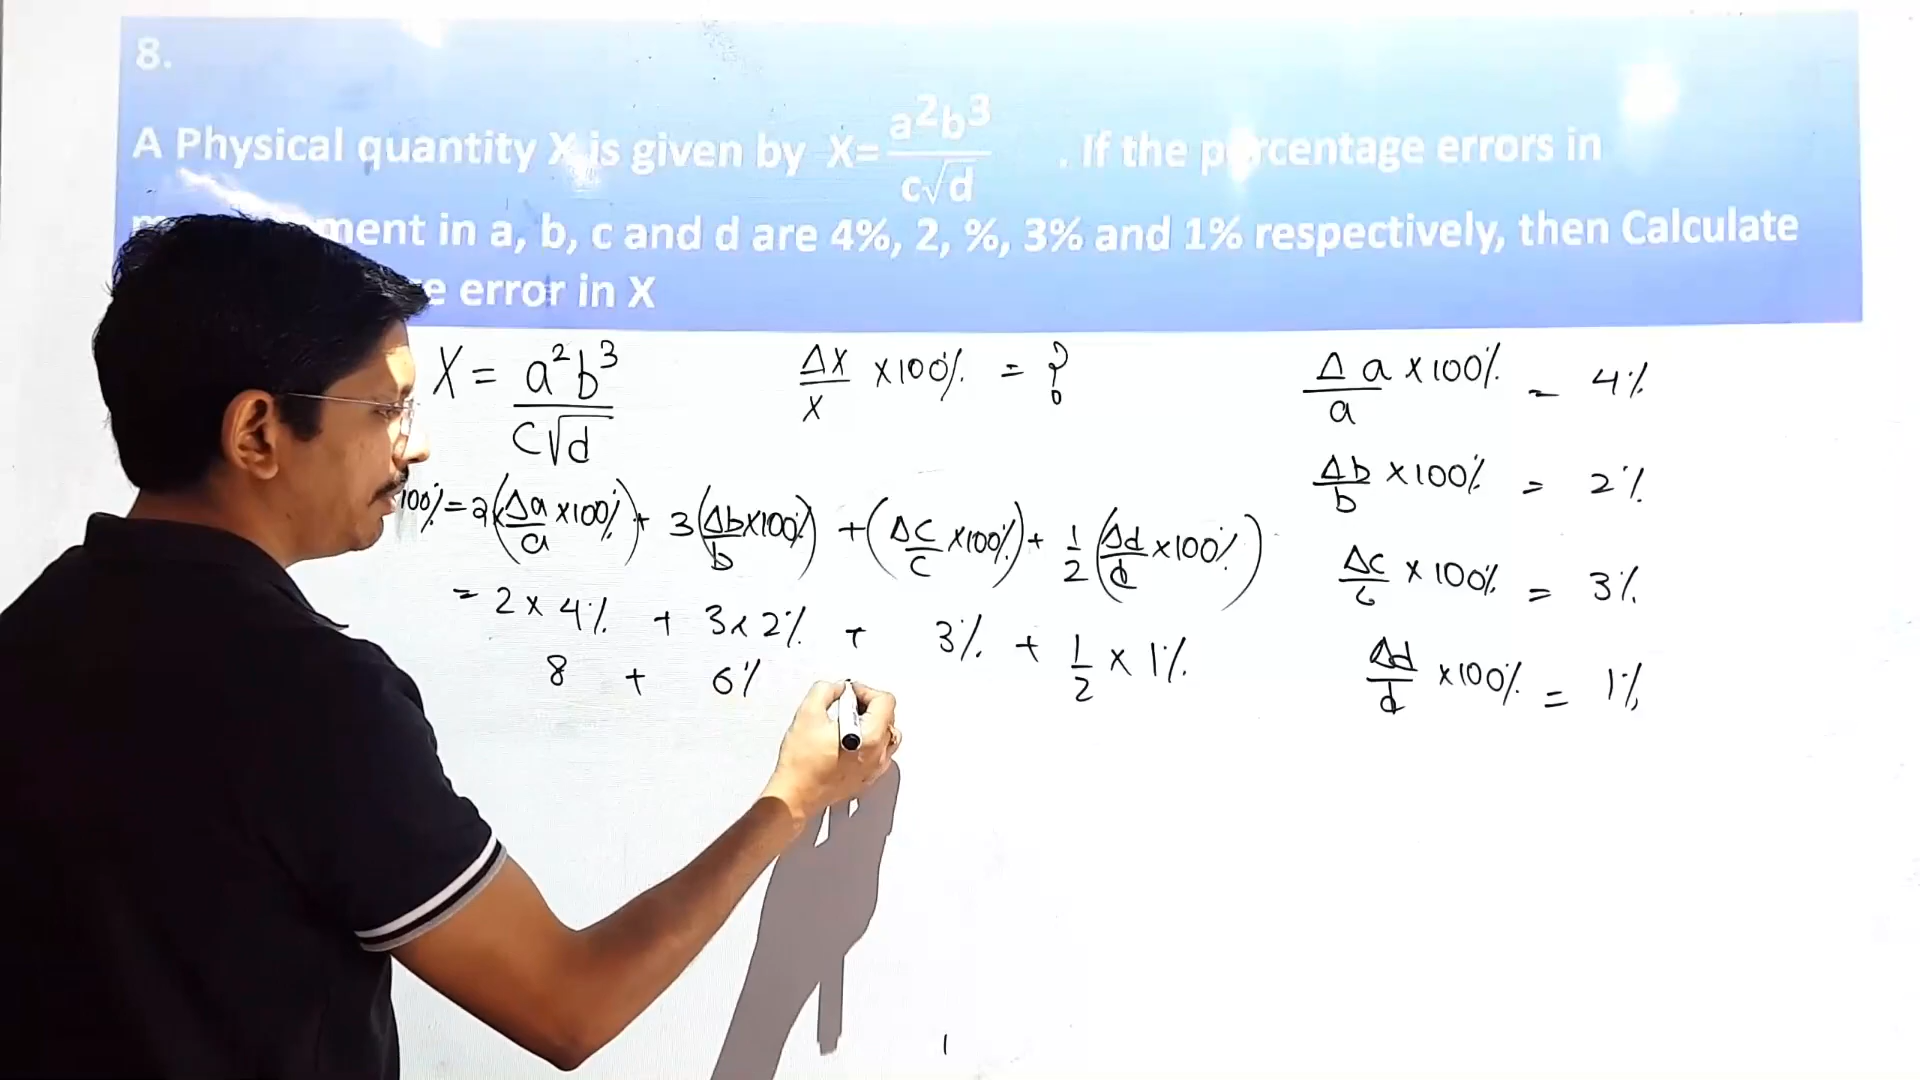 8.
A Physical quantity X is given by X= a²b³ / c√d . If the percentage errors in
ment in a, b, c and d are 4%, 2, %, 3% and 1% respectively, then Calculate
e error in X
X = a²b³ / c√d
Δx/x ×100% = ?
Δa/a ×100% = 4%
Δb/b ×100% = 2%
Δc/c ×100% = 3%
Δd/d ×100% = 1%
100% = 2(Δa/a ×100%) + 3(Δb/b ×100%) + (Δc/c ×100%) + 1/2 (Δd/d ×100%)
= 2 × 4% + 3×2% + 3% + 1/2 × 1%
8 + 6%